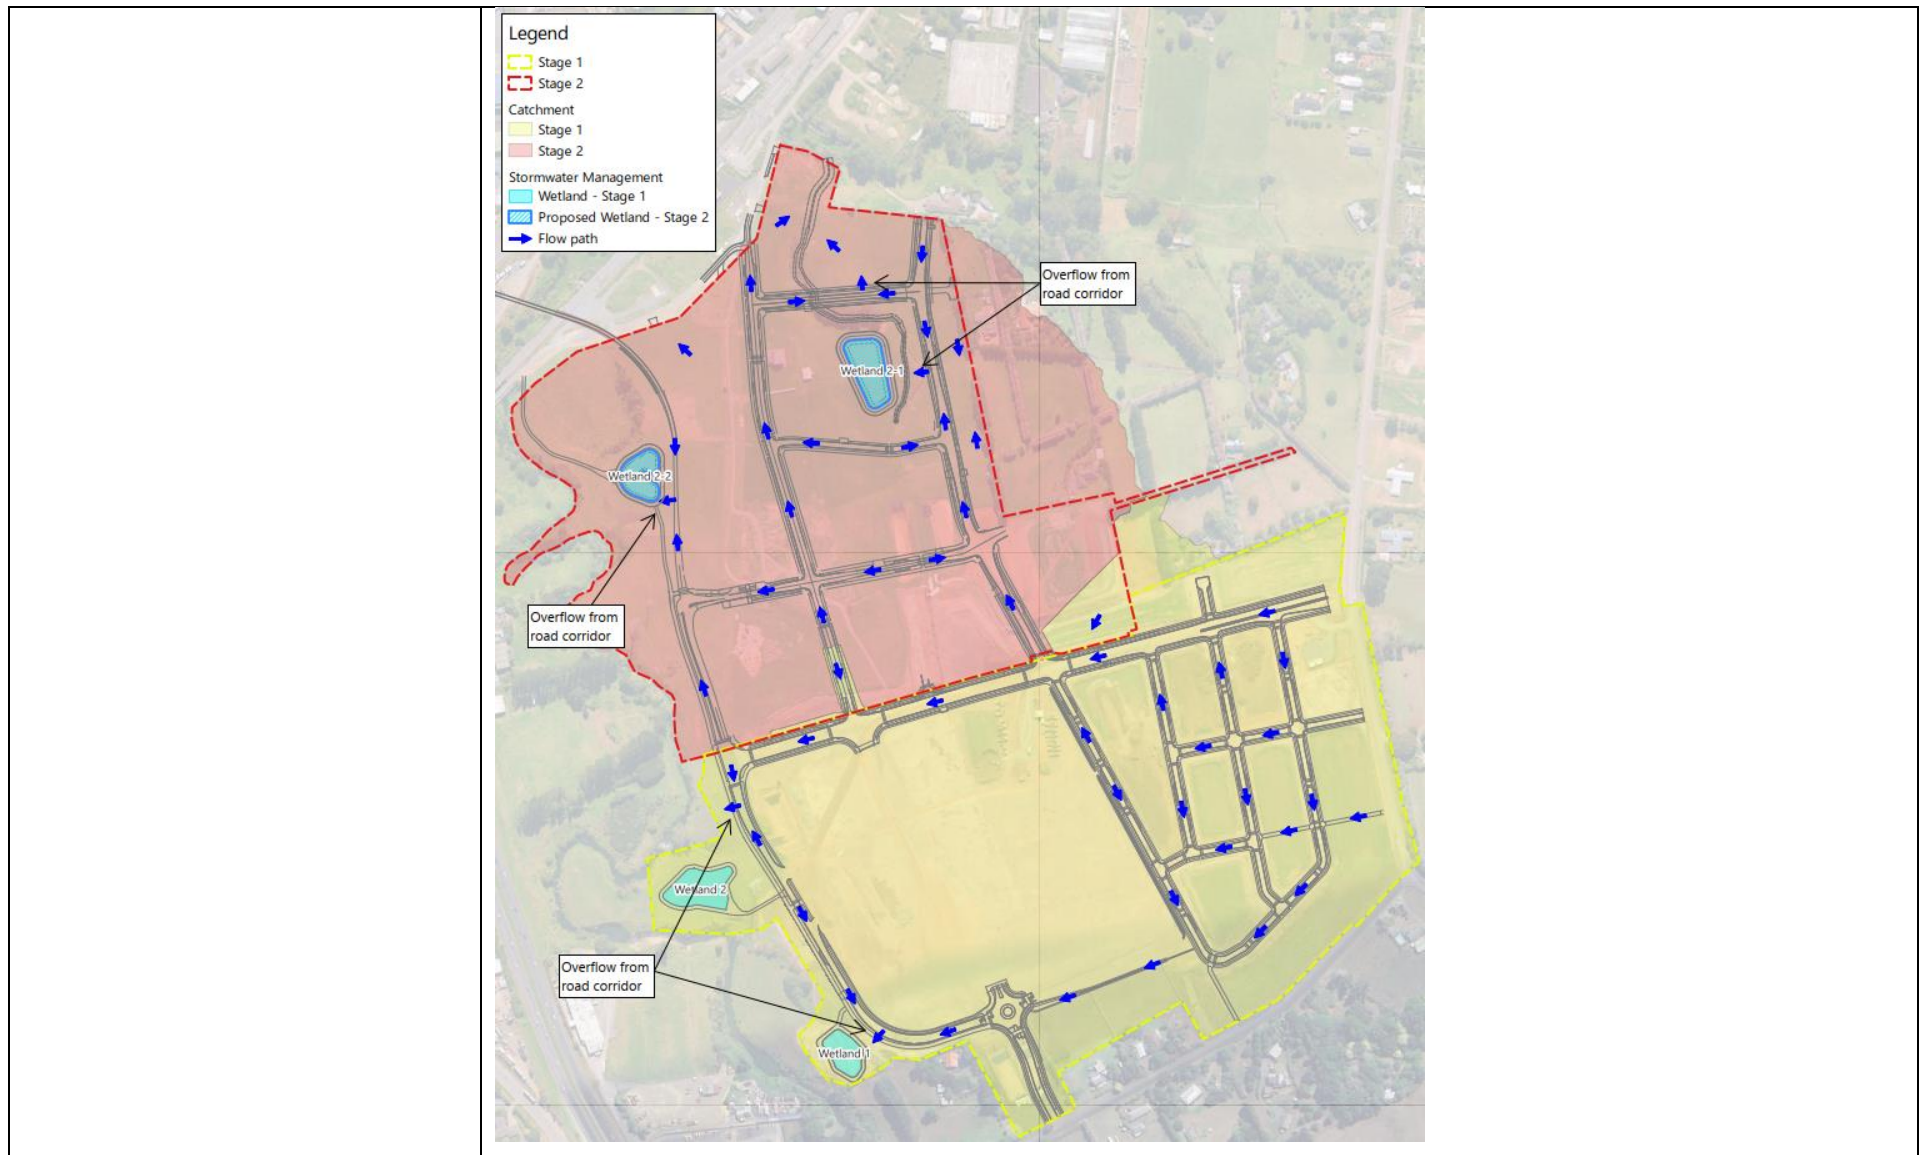 Legend
Stage 1
Stage 2
Catchment
Stage 1
Stage 2
Stormwater Management
Wetland - Stage 1
Proposed Wetland - Stage 2
Flow path
Overflow from
road corridor
Wetland 2-1
Wetland 2-2
Overflow from
road corridor
Wetland 2
Overflow from
road corridor
Wetland 1